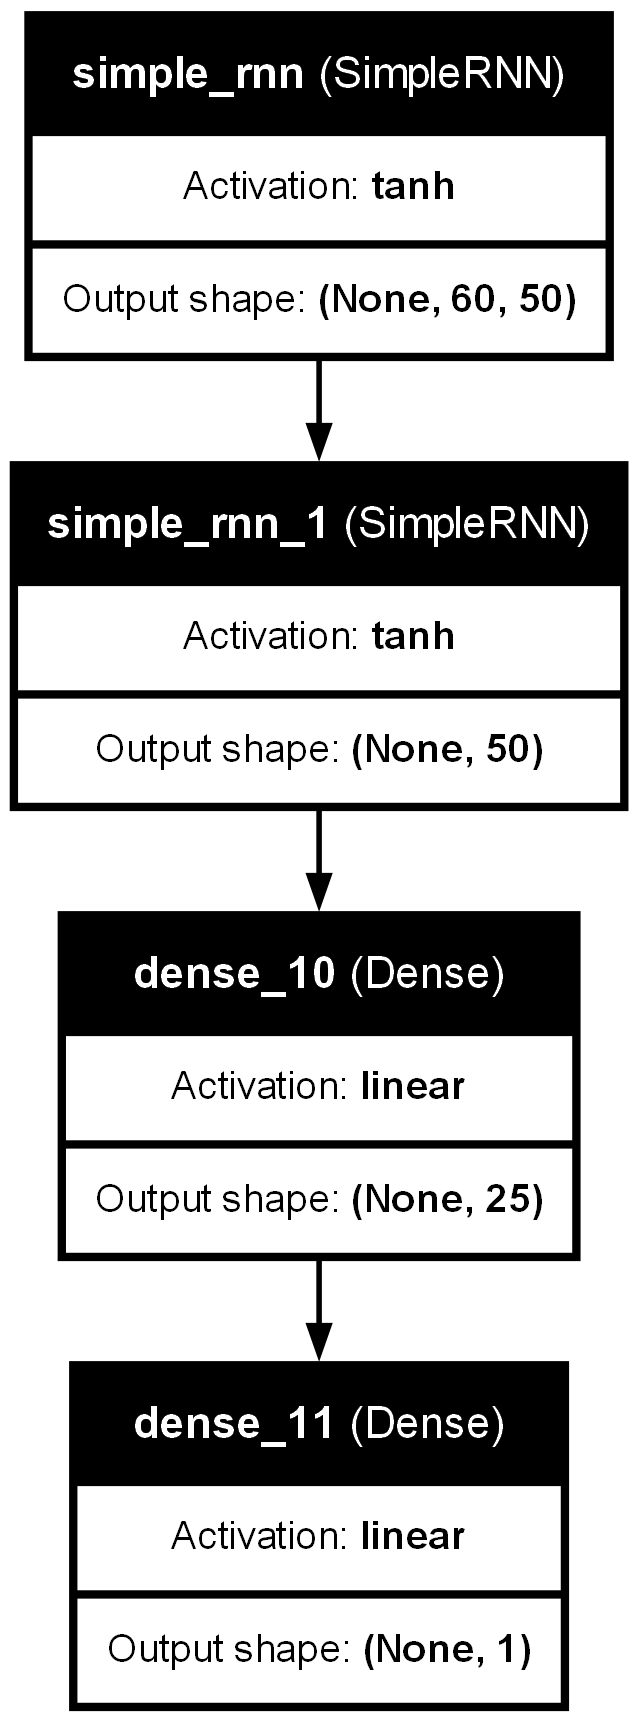 simple_rnn (SimpleRNN)
Activation: tanh
Output shape: (None, 60, 50)
simple_rnn_1 (SimpleRNN)
Activation: tanh
Output shape: (None, 50)
dense_10 (Dense)
Activation: linear
Output shape: (None, 25)
dense_11 (Dense)
Activation: linear
Output shape: (None, 1)